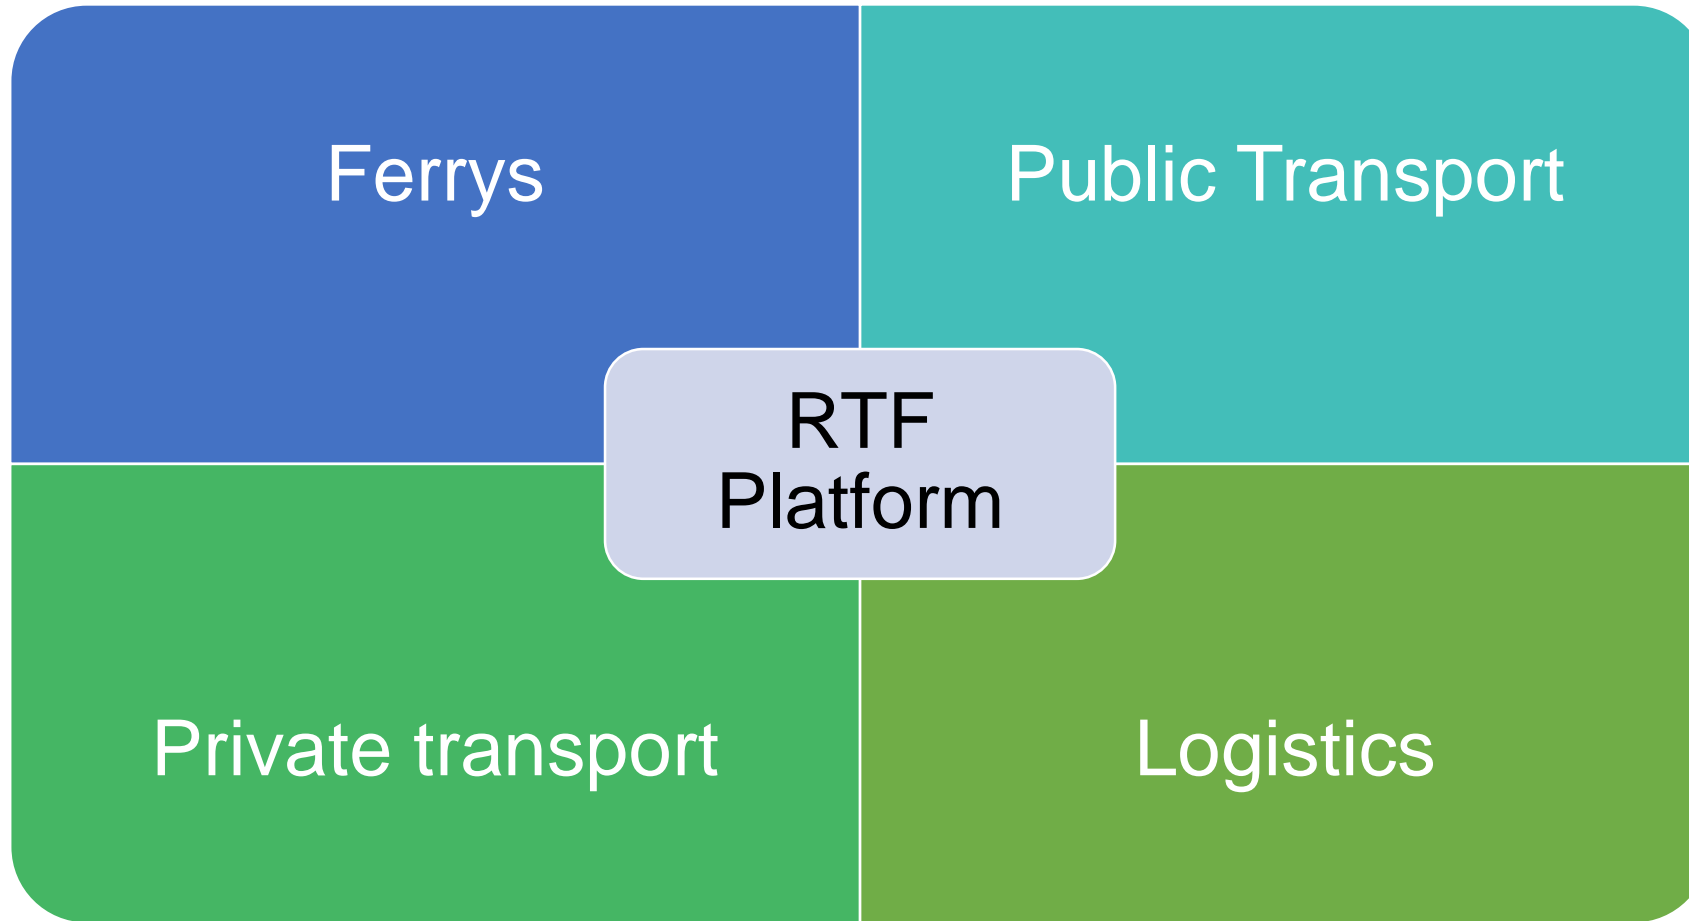 Ferrys
Public Transport
RTF
Platform
Private transport
Logistics